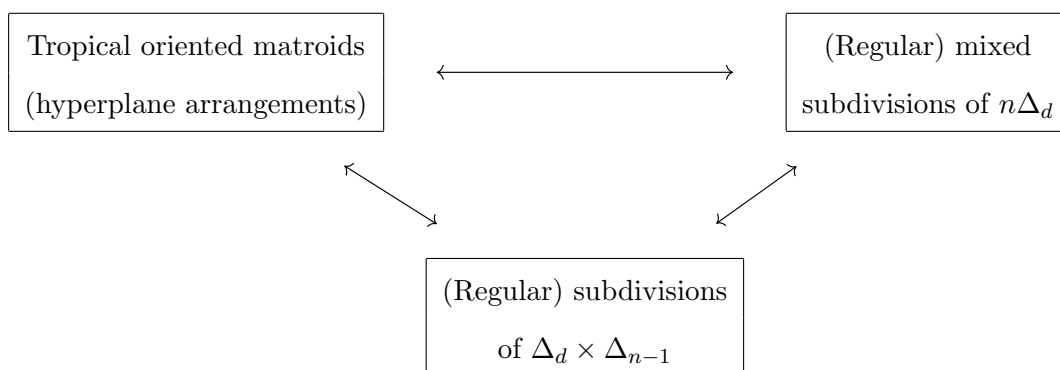 Tropical oriented matroids
(hyperplane arrangements)
(Regular) mixed
subdivisions of nΔ_d
(Regular) subdivisions
of Δ_d × Δ_{n−1}